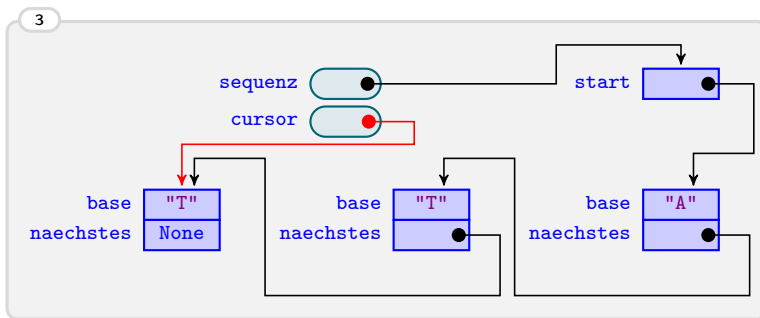 3
sequenz
start
cursor
base "T" base "T" base "A"
naechstes None naechstes naechstes